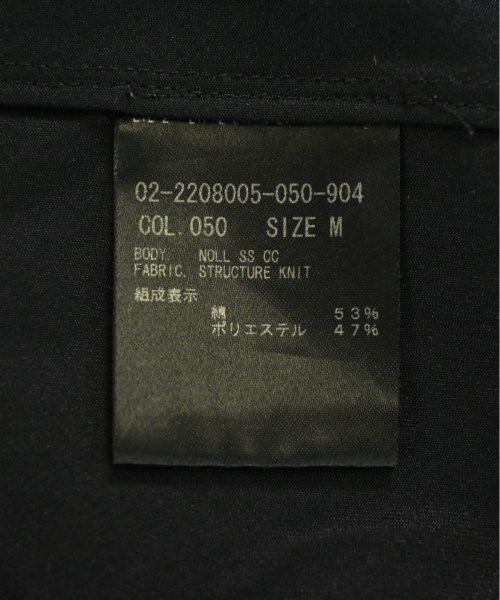 02-2208005-050-904
COL. 050 SIZE M
BODY. NOLL SS CC
FABRIC. STRUCTURE KNIT
組成表示
綿 53%
ポリエステル 47%